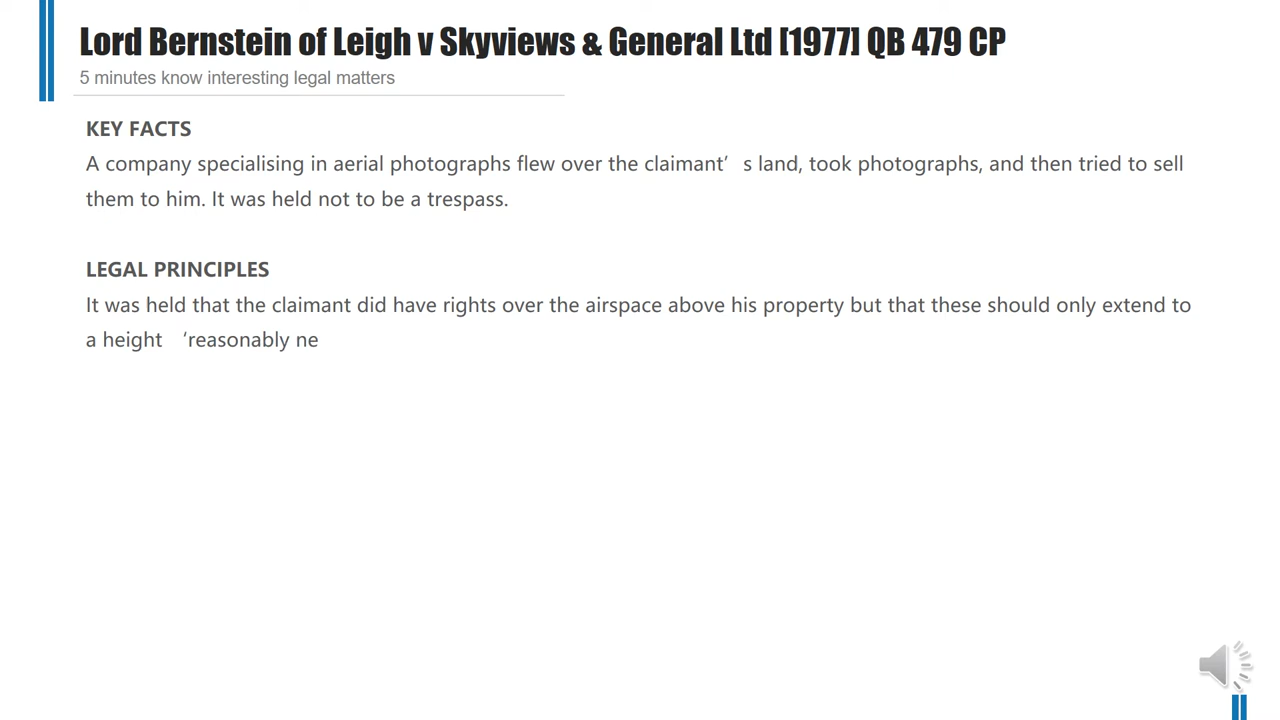 Lord Bernstein of Leigh v Skyviews & General Ltd [1977] QB 479 CP
5 minutes know interesting legal matters
KEY FACTS
A company specialising in aerial photographs flew over the claimant’ s land, took photographs, and then tried to sell
them to him. It was held not to be a trespass.
LEGAL PRINCIPLES
It was held that the claimant did have rights over the airspace above his property but that these should only extend to
a height ‘reasonably ne